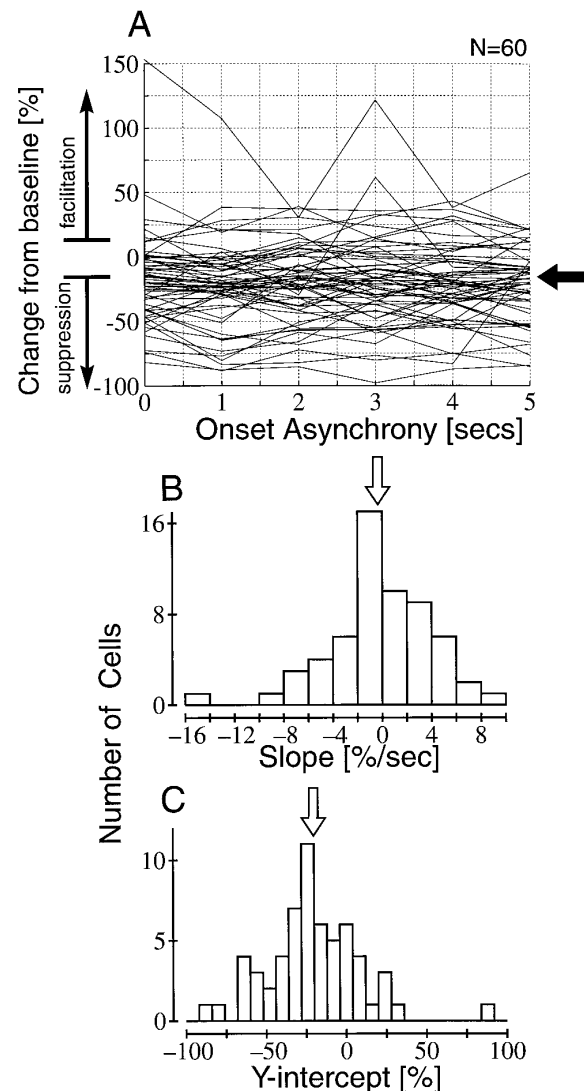 A
N=60
Change from baseline [%]
facilitation
suppression
150
100
50
0
-50
-100
0 1 2 3 4 5
Onset Asynchrony [secs]
B
Number of Cells
16
8
0
-16 -12 -8 -4 0 4 8
Slope [%/sec]
C
10
5
0
-100 -50 0 50 100
Y-intercept [%]